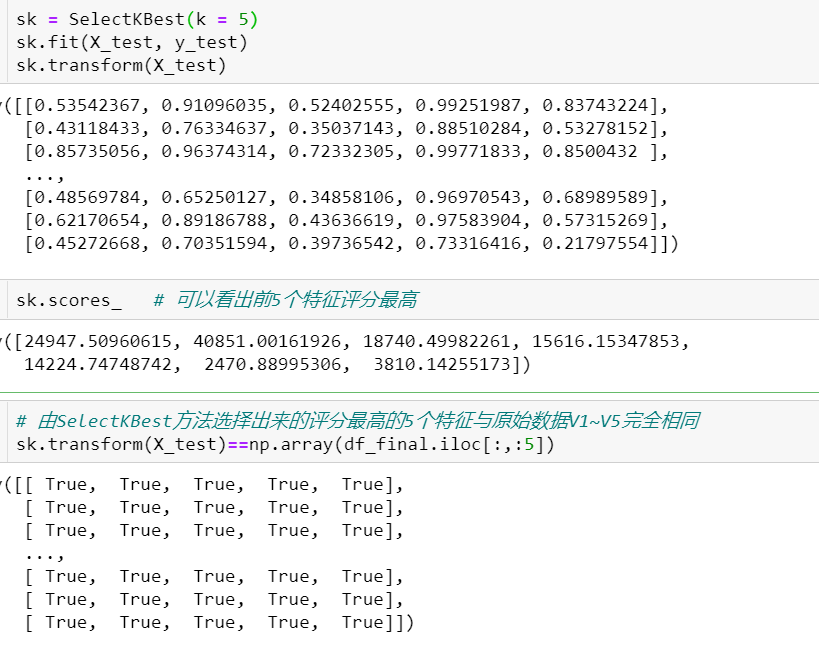 sk = SelectKBest(k = 5)
sk.fit(X_test, y_test)
sk.transform(X_test)
([[0.53542367, 0.91096035, 0.52402555, 0.99251987, 0.83743224],
[0.43118433, 0.76334637, 0.35037143, 0.88510284, 0.53278152],
[0.85735056, 0.96374314, 0.72332305, 0.99771833, 0.8500432 ],
...,
[0.48569784, 0.65250127, 0.34858106, 0.96970543, 0.68989589],
[0.62170654, 0.89186788, 0.43636619, 0.97583904, 0.57315269],
[0.45272668, 0.70351594, 0.39736542, 0.73316416, 0.21797554]])
sk.scores_   # 可以看出前5个特征评分最高
([24947.50960615, 40851.00161926, 18740.49982261, 15616.15347853,
14224.74748742,  2470.88995306,  3810.14255173])
# 由SelectKBest方法选择出来的评分最高的5个特征与原始数据V1~V5完全相同
sk.transform(X_test)==np.array(df_final.iloc[:,:5])
([[ True,  True,  True,  True,  True],
[ True,  True,  True,  True,  True],
[ True,  True,  True,  True,  True],
...,
[ True,  True,  True,  True,  True],
[ True,  True,  True,  True,  True],
[ True,  True,  True,  True,  True]])